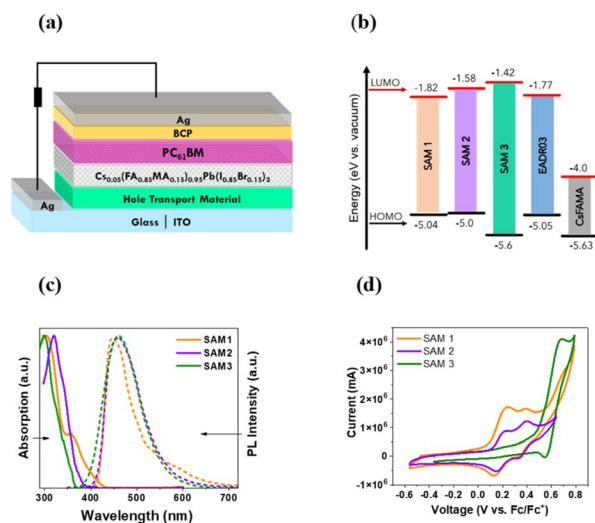 (a)
Ag
BCP
PC₆₁BM
Cs₀.₀₅(FA₀.₈₅MA₀.₁₅)₀.₉₅Pb(I₀.₈₅Br₀.₁₅)₃
Hole Transport Material
Ag
Glass | ITO
(b)
Energy (eV vs. vacuum)
LUMO
HOMO
-1.82
-1.58
-1.42
-1.77
-4.0
SAM 1
SAM 2
SAM 3
EADR03
CsFAMA
-5.04
-5.0
-5.6
-5.05
-5.63
(c)
Absorption (a.u.)
PL Intensity (a.u.)
SAM1
SAM2
SAM3
300 400 500 600 700
Wavelength (nm)
(d)
SAM 1
SAM 2
SAM 3
Current (mA)
4×10⁶
3×10⁶
2×10⁶
1×10⁶
0
-1×10⁶
-0.6 -0.4 -0.2 0.0 0.2 0.4 0.6 0.8
Voltage (V vs. Fc/Fc⁺)